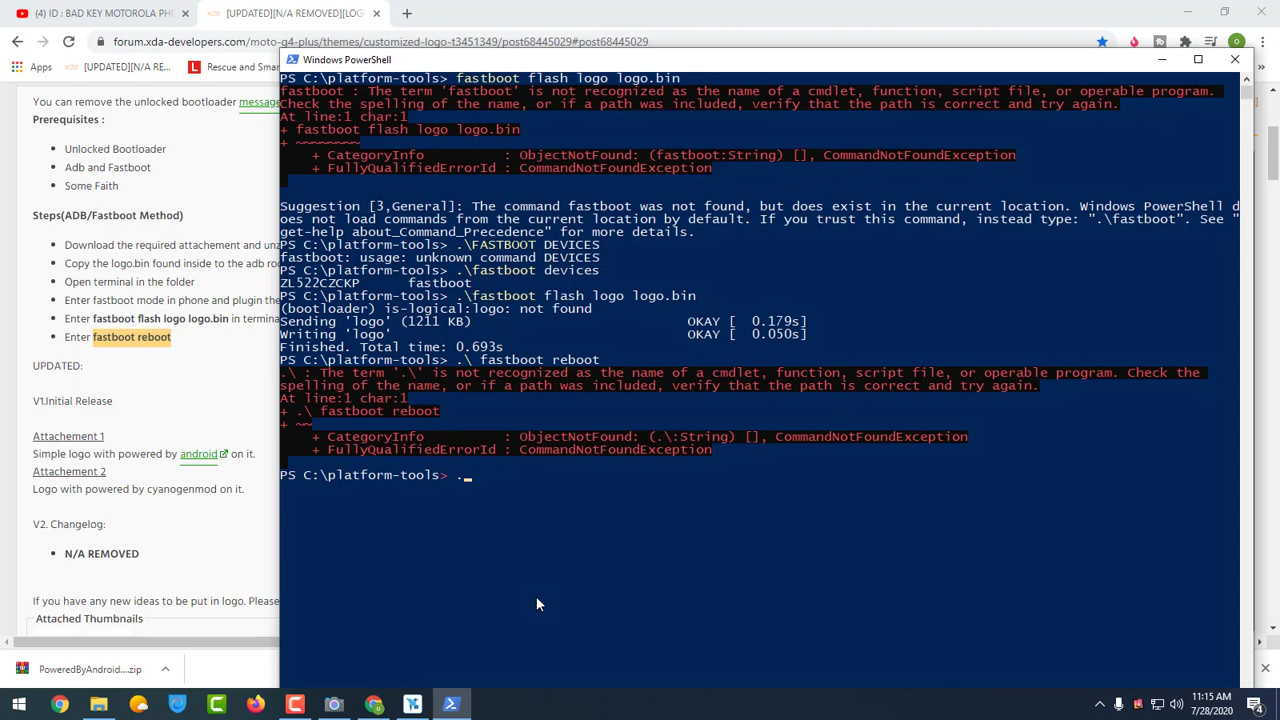 (4) ID : BAD KEY MOTOROLA PH
[UPDATED][N/A REMOVED][LOG
forum.xda-developers.com/moto-g4-plus/themes/customized-logo-t3451349/post68445029#post68445029
Apps
[UPDATED][N/A RE...
Rescue and Smar
You can remove the unlocked bootloader message
Prerequisites :
Unlocked Bootloader
Adb and Fastboot
Some Faith
Steps(ADB/Fastboot Method)
Download the required attachement and unz
Copy the logo.bin found inside to the adb roo
Open terminal in the folder
Enter fastboot mode in phone and plugin the
Enter fastboot flash logo logo.bin in termina
Enter fastboot reboot
UPDATED:
V1.Initial Release
Attachement 1
Simple logo with powered by android on it.
Attachement 2
Logo with powered by cyanogenmod on it.
V2. Changelog:
N/A REMOVED
If you have any new ideas to be put in logo. Please
Attached Thumbnails
Windows PowerShell
PS C:\platform-tools> fastboot flash logo logo.bin
fastboot : The term 'fastboot' is not recognized as the name of a cmdlet, function, script file, or operable program.
Check the spelling of the name, or if a path was included, verify that the path is correct and try again.
At line:1 char:1
+ fastboot flash logo logo.bin
+ ~~~~~~~~
+ CategoryInfo : ObjectNotFound: (fastboot:String) [], CommandNotFoundException
+ FullyQualifiedErrorId : CommandNotFoundException
Suggestion [3,General]: The command fastboot was not found, but does exist in the current location. Windows PowerShell d
oes not load commands from the current location by default. If you trust this command, instead type: ".\fastboot". See "
get-help about_Command_Precedence" for more details.
PS C:\platform-tools> .\FASTBOOT DEVICES
fastboot: usage: unknown command DEVICES
PS C:\platform-tools> .\fastboot devices
ZL522CZCKP fastboot
PS C:\platform-tools> .\fastboot flash logo logo.bin
(bootloader) is-logical:logo: not found
Sending 'logo' (1211 KB) OKAY [ 0.179s]
Writing 'logo' OKAY [ 0.050s]
Finished. Total time: 0.693s
PS C:\platform-tools> .\ fastboot reboot
.\ : The term '.\' is not recognized as the name of a cmdlet, function, script file, or operable program. Check the
spelling of the name, or if a path was included, verify that the path is correct and try again.
At line:1 char:1
+ .\ fastboot reboot
+ ~~
+ CategoryInfo : ObjectNotFound: (.\:String) [], CommandNotFoundException
+ FullyQualifiedErrorId : CommandNotFoundException
PS C:\platform-tools> ._
PoweredByAndroid....zip
11:15 AM
7/28/2020
4